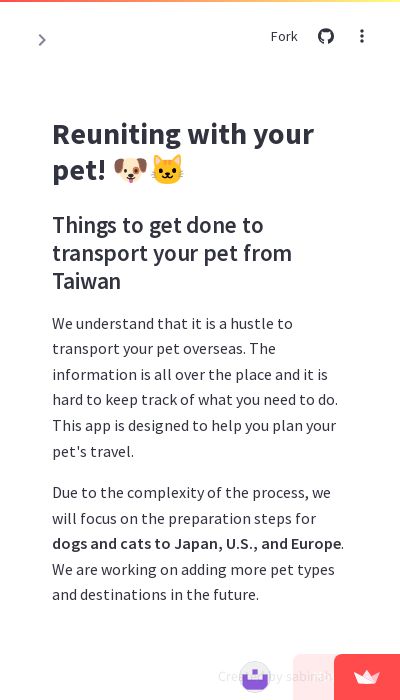 Fork
Reuniting with your
pet! 🐶🐱
Things to get done to
transport your pet from
Taiwan
We understand that it is a hustle to
transport your pet overseas. The
information is all over the place and it is
hard to keep track of what you need to do.
This app is designed to help you plan your
pet's travel.
Due to the complexity of the process, we
will focus on the preparation steps for
dogs and cats to Japan, U.S., and Europe.
We are working on adding more pet types
and destinations in the future.
by